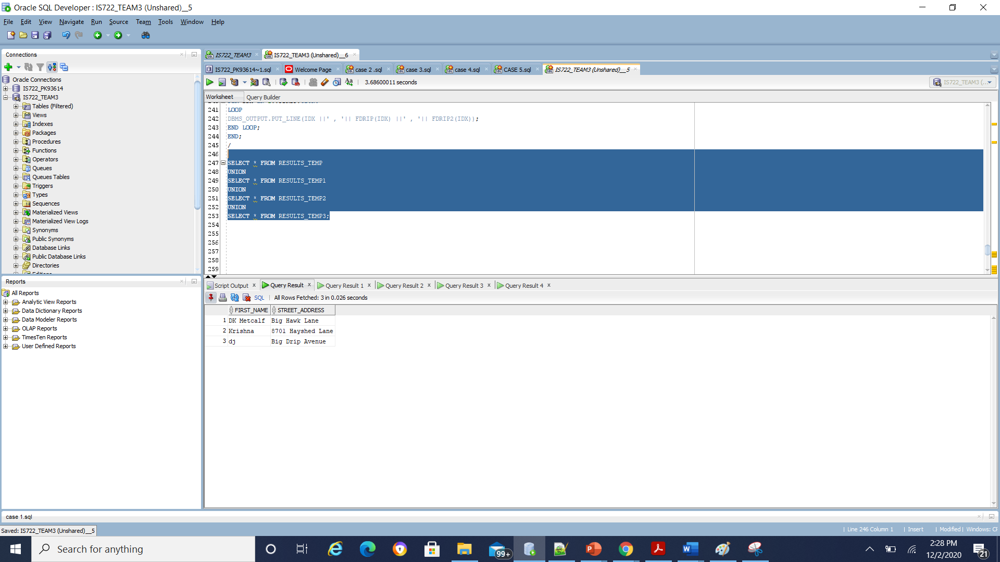 Oracle SQL Developer : IS722_TEAM3 (Unshared)__5
File Edit View Navigate Run Source Team Tools Window Help
Connections
Oracle Connections
IS722_PK93614
IS722_TEAM3
Tables (Filtered)
Views
Indexes
Packages
Procedures
Functions
Operators
Queues
Queues Tables
Triggers
Types
Sequences
Materialized Views
Materialized View Logs
Synonyms
Public Synonyms
Database Links
Public Database Links
Directories
Reports
All Reports
Analytic View Reports
Data Dictionary Reports
Data Modeler Reports
OLAP Reports
TimesTen Reports
User Defined Reports
IS722_TEAM3 IS722_TEAM3 (Unshared)__6
IS722_PK93614~1.sql Welcome Page case 2 .sql case 3.sql case 4.sql CASE 5.sql IS722_TEAM3 (Unshared)__5
3.68600011 seconds
IS722_TEAM3 (...
Worksheet Query Builder
241 LOOP
242 DBMS_OUTPUT.PUT_LINE(IDX ||' , '|| FDRIP(IDX) ||' , '|| FDRIP2(IDX));
243 END LOOP;
244 END;
245 /
246
247 SELECT * FROM RESULTS_TEMP
248 UNION
249 SELECT * FROM RESULTS_TEMP1
250 UNION
251 SELECT * FROM RESULTS_TEMP2
252 UNION
253 SELECT * FROM RESULTS_TEMP3;
254
255
256
257
258
259
Script Output Query Result Query Result 1 Query Result 2 Query Result 3 Query Result 4
SQL All Rows Fetched: 3 in 0.026 seconds
FIRST_NAME STREET_ADDRESS
1 DK Metcalf Big Hawk Lane
2 Krishna 8701 Hayshed Lane
3 dj Big Drip Avenue
case 1.sql
Saved: IS722_TEAM3 (Unshared)__5
Line 246 Column 1 Insert Modified Windows: CF
Search for anything
99+
2:28 PM
12/2/2020
21